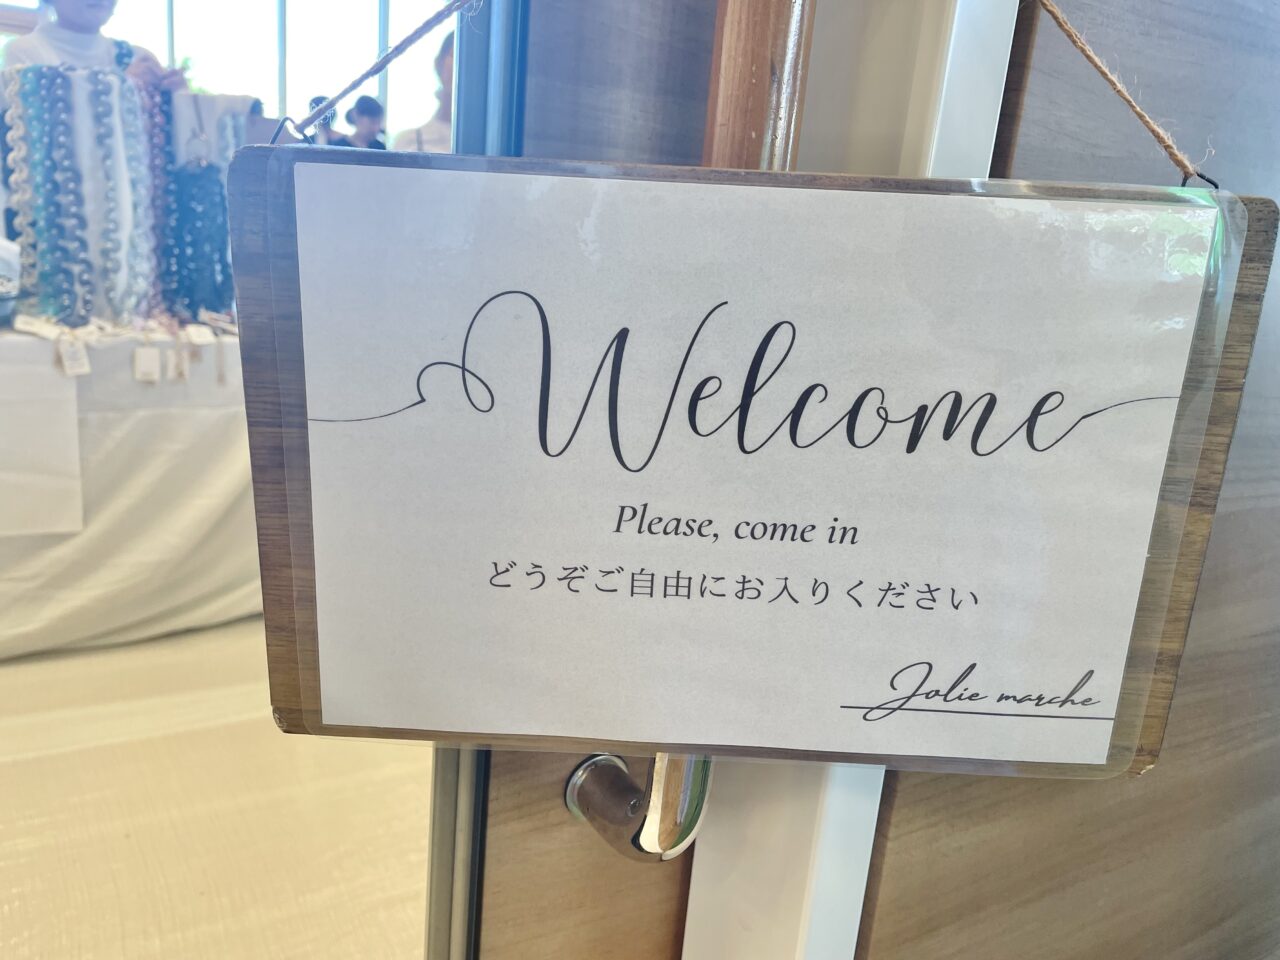 Welcome
Please, come in
どうぞご自由にお入りください
Jolie marche